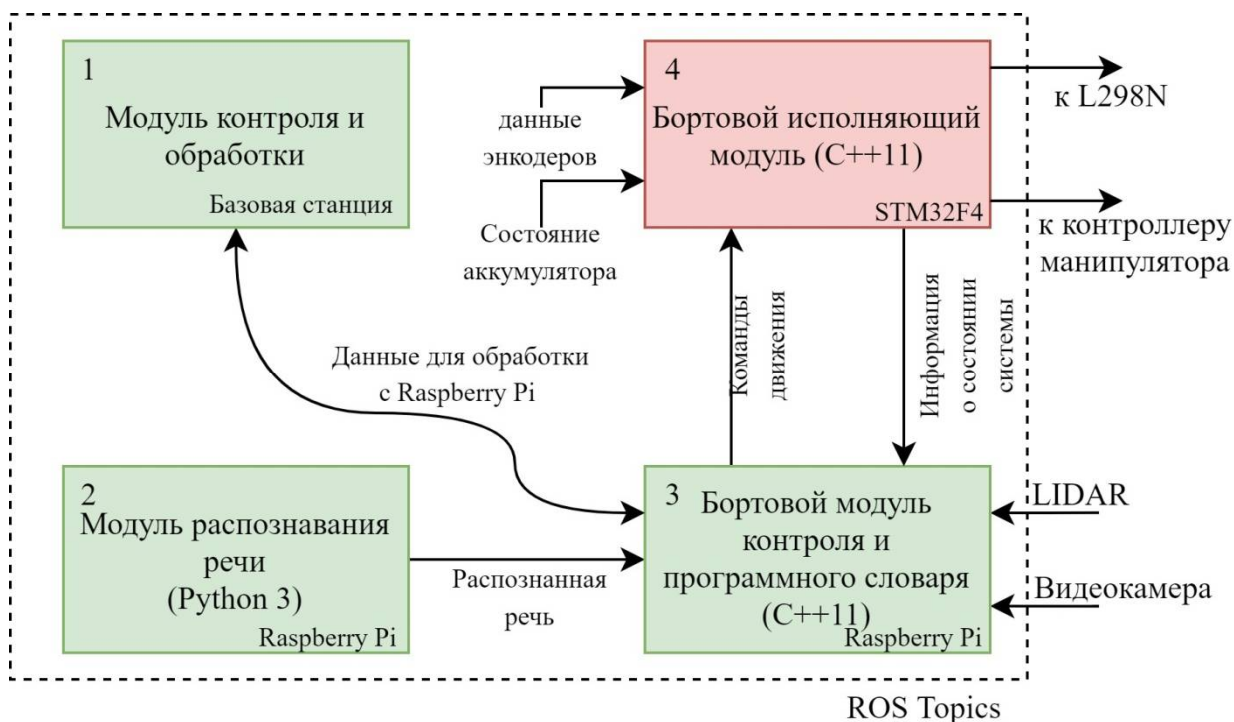 1
Модуль контроля и
обработки
Базовая станция
данные
энкодеров
Состояние
аккумулятора
4
Бортовой исполняющий
модуль (C++11)
STM32F4
к L298N
к контроллеру
манипулятора
Данные для обработки
с Raspberry Pi
Команды
движения
Информация
о состоянии
системы
2
Модуль распознавания
речи
(Python 3)
Raspberry Pi
Распознанная
речь
3
Бортовой модуль
контроля и
программного словаря
(C++11)
Raspberry Pi
LIDAR
Видеокамера
ROS Topics